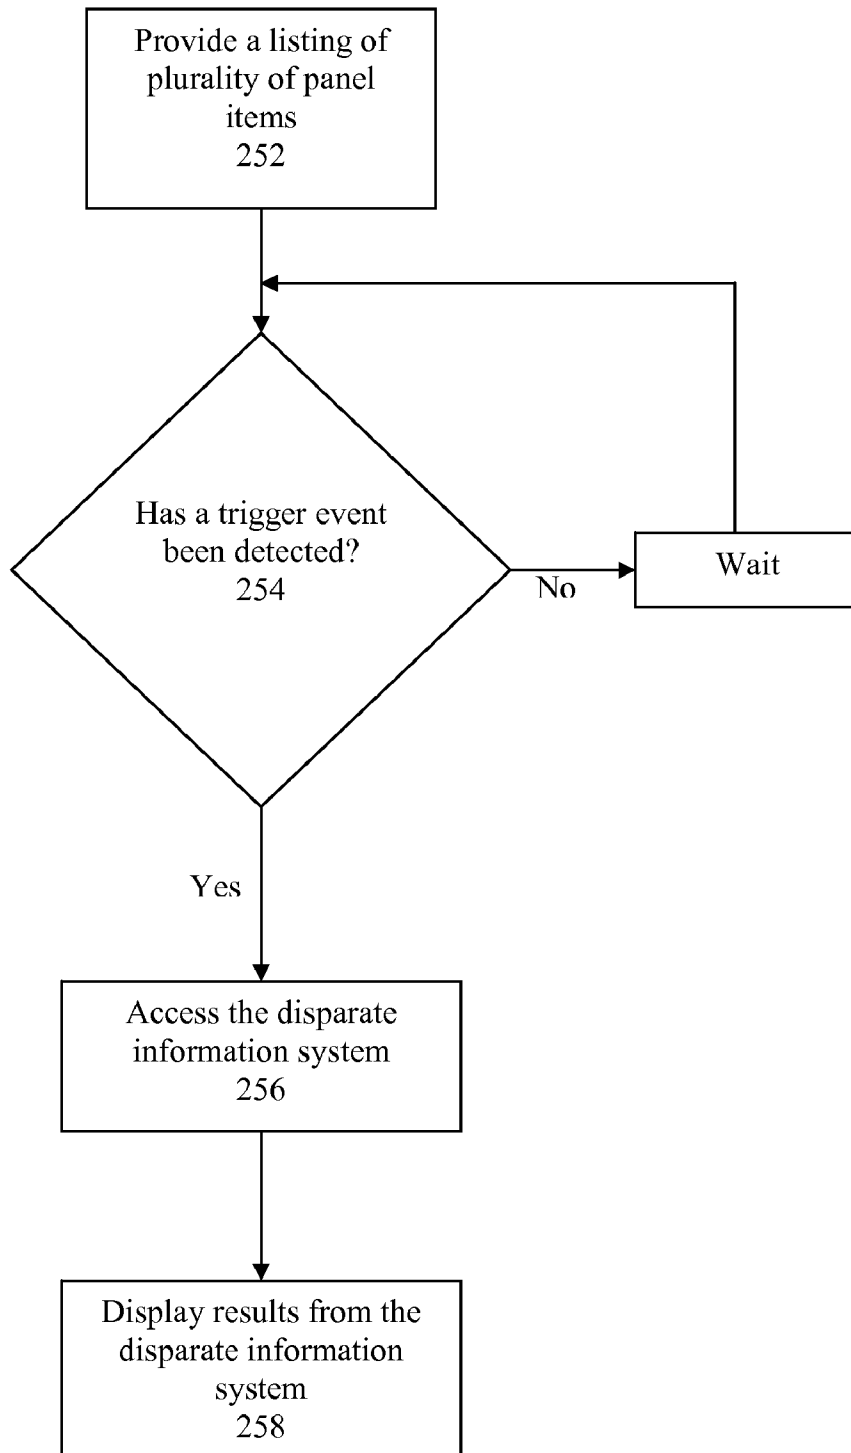 Provide a listing of
plurality of panel
items
252
Has a trigger event
been detected?
254
No
Wait
Yes
Access the disparate
information system
256
Display results from the
disparate information
system
258